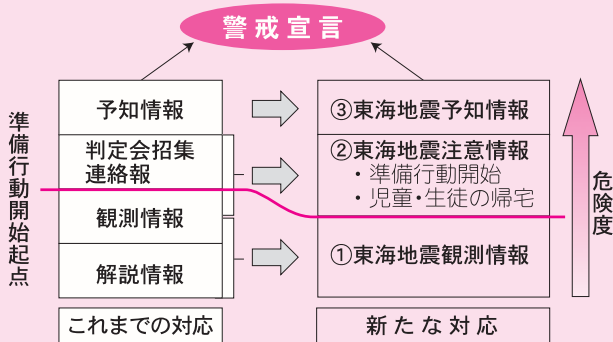 警戒宣言
準備行動開始起点
予知情報
判定会招集
連絡報
観測情報
解説情報
これまでの対応
③東海地震予知情報
②東海地震注意情報
・準備行動開始
・児童・生徒の帰宅
①東海地震観測情報
新たな対応
危険度